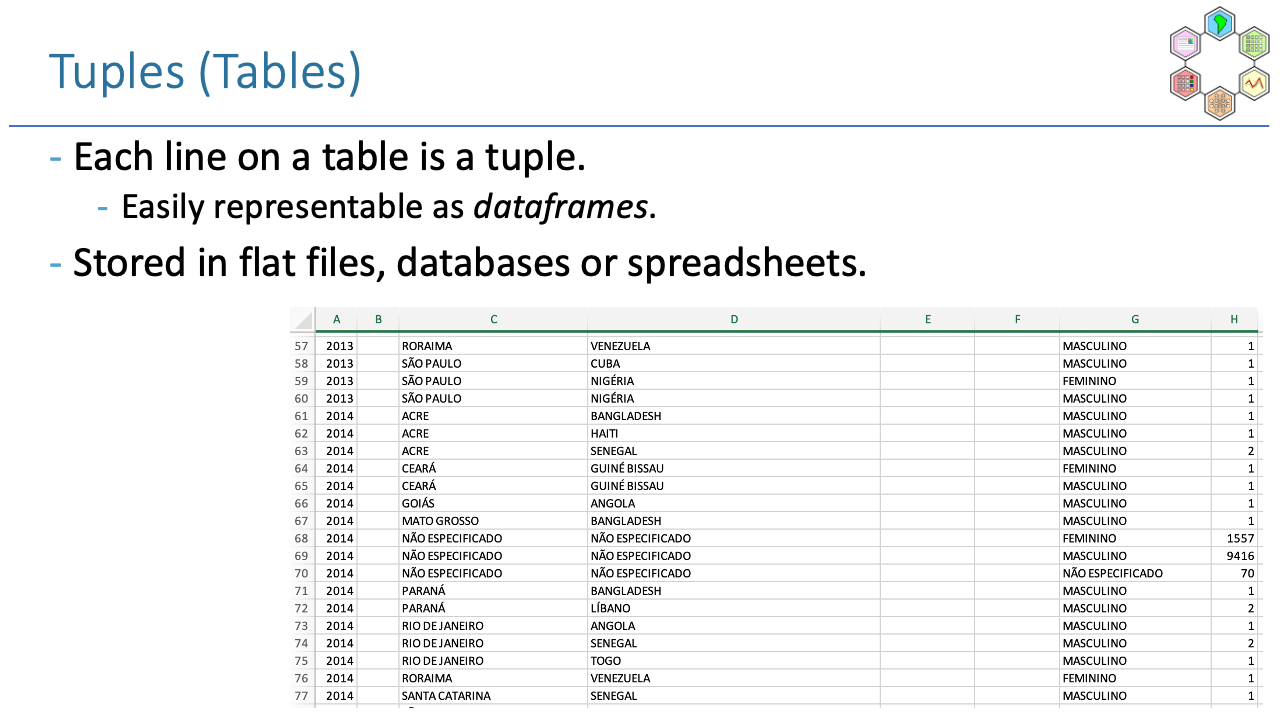 Tuples (Tables)
- Each line on a table is a tuple.
- Easily representable as dataframes.
- Stored in flat files, databases or spreadsheets.
A B C D E F G H
57 2013 RORAIMA VENEZUELA MASCULINO 1
58 2013 SÃO PAULO CUBA MASCULINO 1
59 2013 SÃO PAULO NIGÉRIA FEMININO 1
60 2013 SÃO PAULO NIGÉRIA MASCULINO 1
61 2014 ACRE BANGLADESH MASCULINO 1
62 2014 ACRE HAITI MASCULINO 1
63 2014 ACRE SENEGAL MASCULINO 2
64 2014 CEARÁ GUINÉ BISSAU FEMININO 1
65 2014 CEARÁ GUINÉ BISSAU MASCULINO 1
66 2014 GOIÁS ANGOLA MASCULINO 1
67 2014 MATO GROSSO BANGLADESH MASCULINO 1
68 2014 NÃO ESPECIFICADO NÃO ESPECIFICADO FEMININO 1557
69 2014 NÃO ESPECIFICADO NÃO ESPECIFICADO MASCULINO 9416
70 2014 NÃO ESPECIFICADO NÃO ESPECIFICADO NÃO ESPECIFICADO 70
71 2014 PARANÁ BANGLADESH MASCULINO 1
72 2014 PARANÁ LÍBANO MASCULINO 2
73 2014 RIO DE JANEIRO ANGOLA MASCULINO 1
74 2014 RIO DE JANEIRO SENEGAL MASCULINO 2
75 2014 RIO DE JANEIRO TOGO MASCULINO 1
76 2014 RORAIMA VENEZUELA FEMININO 1
77 2014 SANTA CATARINA SENEGAL MASCULINO 1